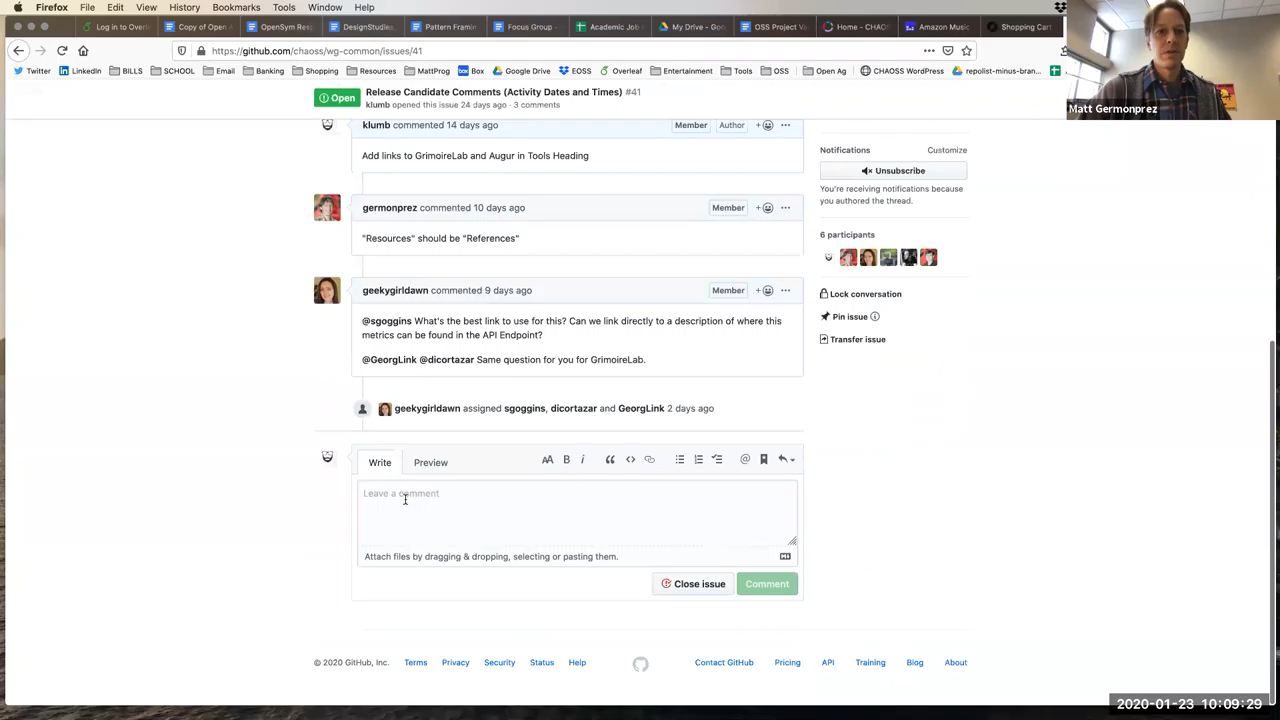 Firefox File Edit View History Bookmarks Tools Window Help
Log in to Overl
Copy of Open
OpenSym Re
DesignStudies
Pattern Fram
Focus Group
Academic Job
My Drive - Go
OSS Project Va
Home - CHAOS
Amazon Music
Shopping Cart
https://github.com/chaoss/wg-common/issues/41
Twitter LinkedIn BILLS SCHOOL Email Banking Shopping Resources MattProg Box Google Drive EOSS Overleaf Entertainment Tools OSS Open Ag CHAOSS WordPress repolist-minus-bran...
Matt Germonprez
Open
Release Candidate Comments (Activity Dates and Times) #41
klumb opened this issue 24 days ago · 3 comments
klumb commented 14 days ago
Member Author
Add links to GrimoireLab and Augur in Tools Heading
germonprez commented 10 days ago
Member
"Resources" should be "References"
geekygirldawn commented 9 days ago
Member
@sgoggins What's the best link to use for this? Can we link directly to a description of where this
metrics can be found in the API Endpoint?
@GeorgLink @dicortazar Same question for you for GrimoireLab.
geekygirldawn assigned sgoggins, dicortazar and GeorgLink 2 days ago
Write Preview
AA B i
Leave a comment
Attach files by dragging & dropping, selecting or pasting them.
Close issue
Comment
Notifications
Customize
Unsubscribe
You're receiving notifications because
you authored the thread.
6 participants
Lock conversation
Pin issue
Transfer issue
© 2020 GitHub, Inc. Terms Privacy Security Status Help
Contact GitHub Pricing API Training Blog About
2020-01-23 10:09:29